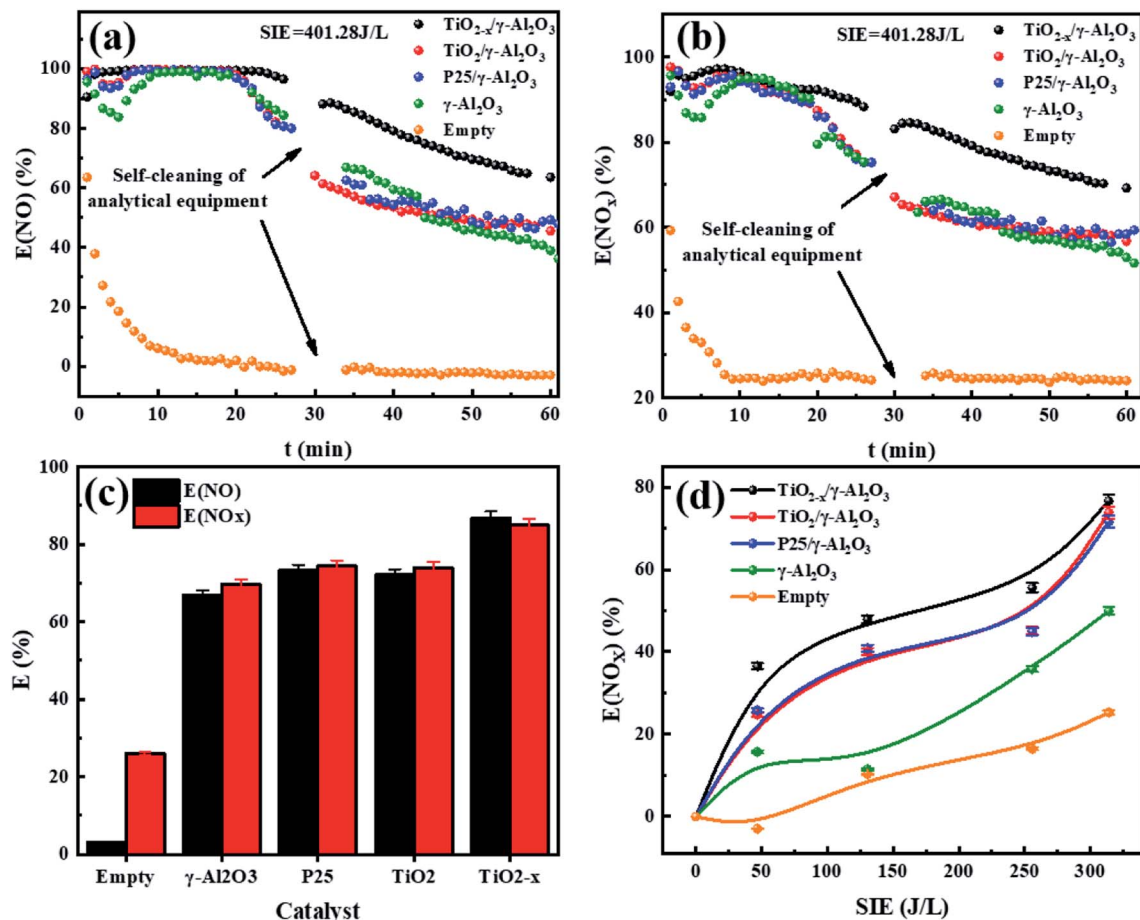 (a)
SIE=401.28J/L
TiO2-x/γ-Al2O3
TiO2/γ-Al2O3
P25/γ-Al2O3
γ-Al2O3
Empty
Self-cleaning of
analytical equipment
E(NO) (%)
120
100
80
60
40
20
0
0 10 20 30 40 50 60
t (min)
(b)
SIE=401.28J/L
TiO2-x/γ-Al2O3
TiO2/γ-Al2O3
P25/γ-Al2O3
γ-Al2O3
Empty
Self-cleaning of
analytical equipment
E(NOx) (%)
100
80
60
40
20
0 10 20 30 40 50 60
t (min)
(c)
E(NO)
E(NOx)
E (%)
100
80
60
40
20
0
Empty γ-Al2O3 P25 TiO2 TiO2-x
Catalyst
(d)
TiO2-x/γ-Al2O3
TiO2/γ-Al2O3
P25/γ-Al2O3
γ-Al2O3
Empty
E(NOX) (%)
80
60
40
20
0
0 50 100 150 200 250 300
SIE (J/L)